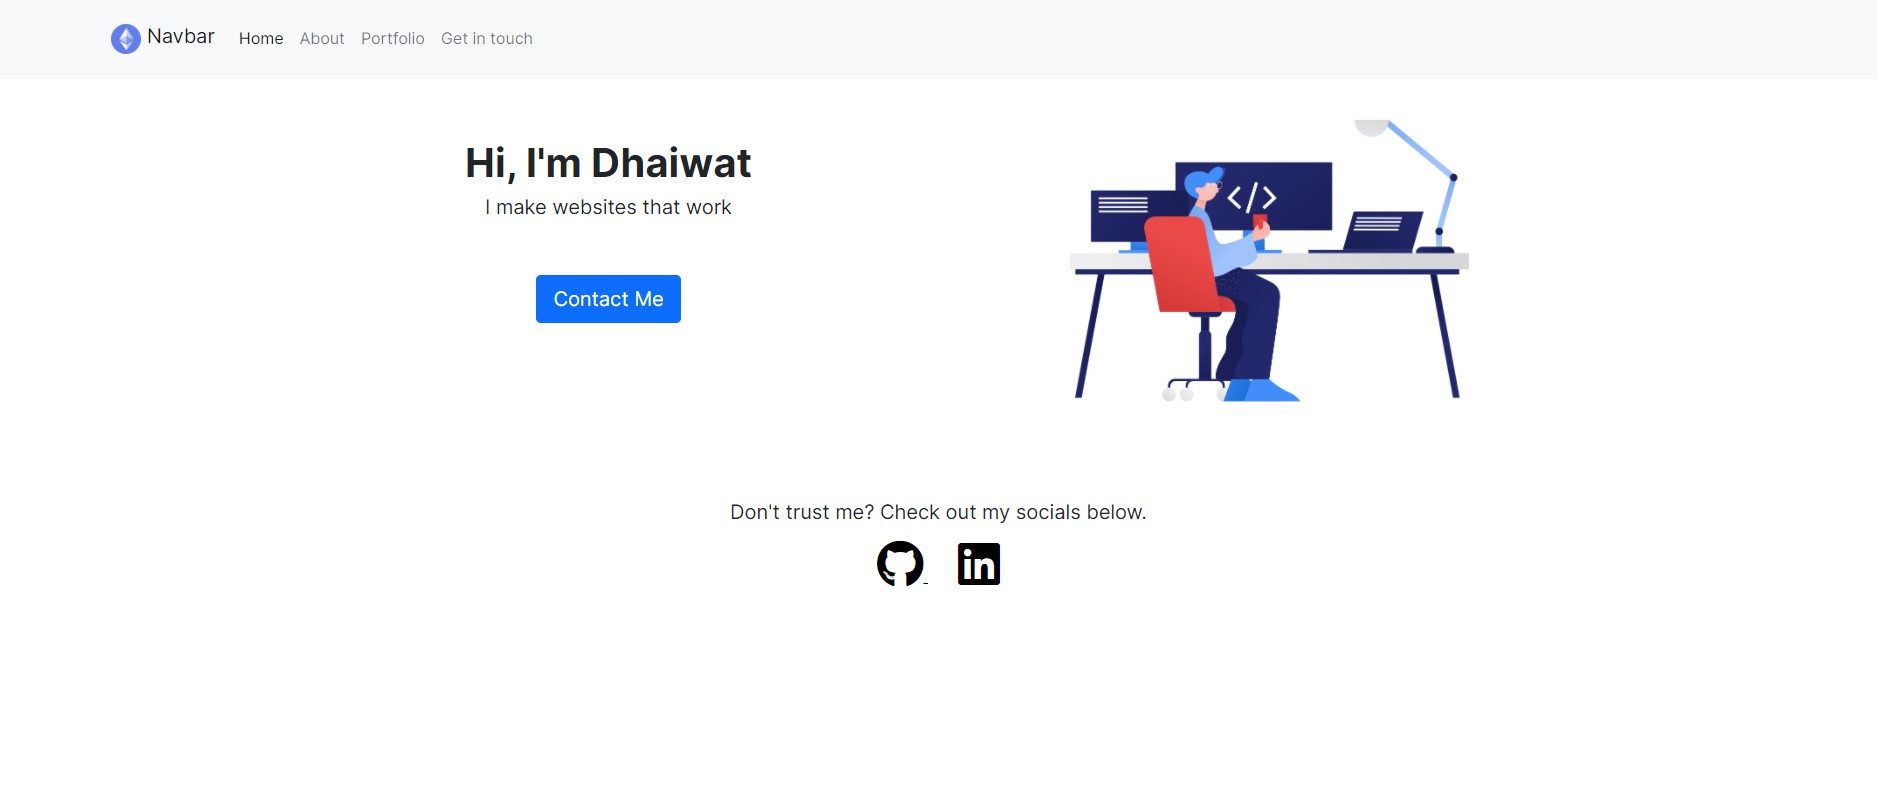 Navbar Home About Portfolio Get in touch
Hi, I'm Dhaiwat
I make websites that work
</>
Contact Me
Don't trust me? Check out my socials below.
in